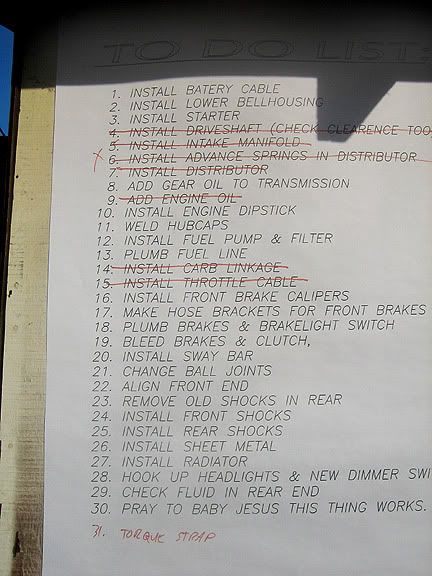 TO DO LIST:
1. INSTALL BATERY CABLE
2. INSTALL LOWER BELLHOUSING
3. INSTALL STARTER
4. INSTALL DRIVESHAFT (CHECK CLEARENCE TOO
5. INSTALL INTAKE MANIFOLD
X 6. INSTALL ADVANCE SPRINGS IN DISTRIBUTOR
7. INSTALL DISTRIBUTOR
8. ADD GEAR OIL TO TRANSMISSION
9. ADD ENGINE OIL
10. INSTALL ENGINE DIPSTICK
11. WELD HUBCAPS
12. INSTALL FUEL PUMP & FILTER
13. PLUMB FUEL LINE
14. INSTALL CARB LINKAGE
15. INSTALL THROTTLE CABLE
16. INSTALL FRONT BRAKE CALIPERS
17. MAKE HOSE BRACKETS FOR FRONT BRAKES
18. PLUMB BRAKES & BRAKELIGHT SWITCH
19. BLEED BRAKES & CLUTCH,
20. INSTALL SWAY BAR
21. CHANGE BALL JOINTS
22. ALIGN FRONT END
23. REMOVE OLD SHOCKS IN REAR
24. INSTALL FRONT SHOCKS
25. INSTALL REAR SHOCKS
26. INSTALL SHEET METAL
27. INSTALL RADIATOR
28. HOOK UP HEADLIGHTS & NEW DIMMER SWI
29. CHECK FLUID IN REAR END
30. PRAY TO BABY JESUS THIS THING WORKS.
31. TORQUE STRAP